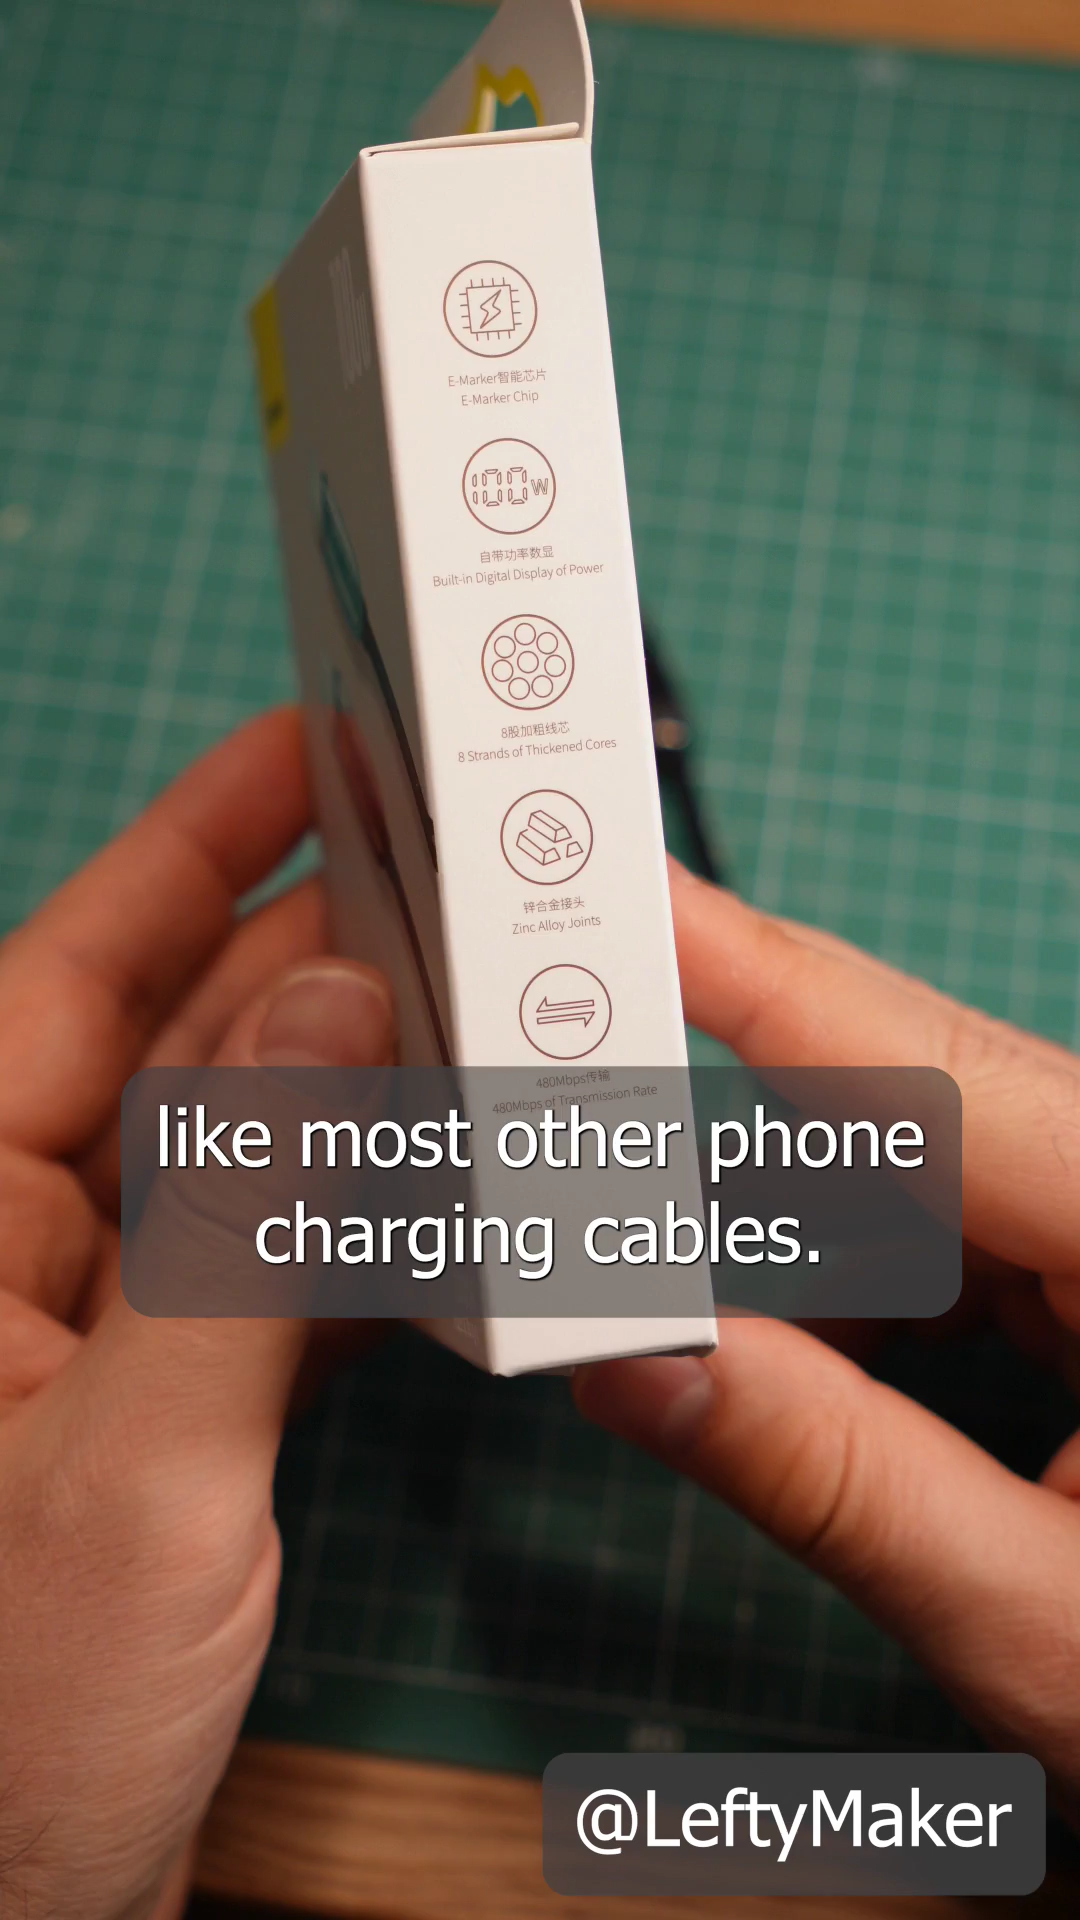 E-Marker智能芯片
E-Marker Chip
100W
自带功率数显
Built-in Digital Display of Power
8股加粗线芯
8 Strands of Thickened Cores
锌合金接头
Zinc Alloy Joints
480Mbps传输
480Mbps of Transmission Rate
like most other phone
charging cables.
@LeftyMaker